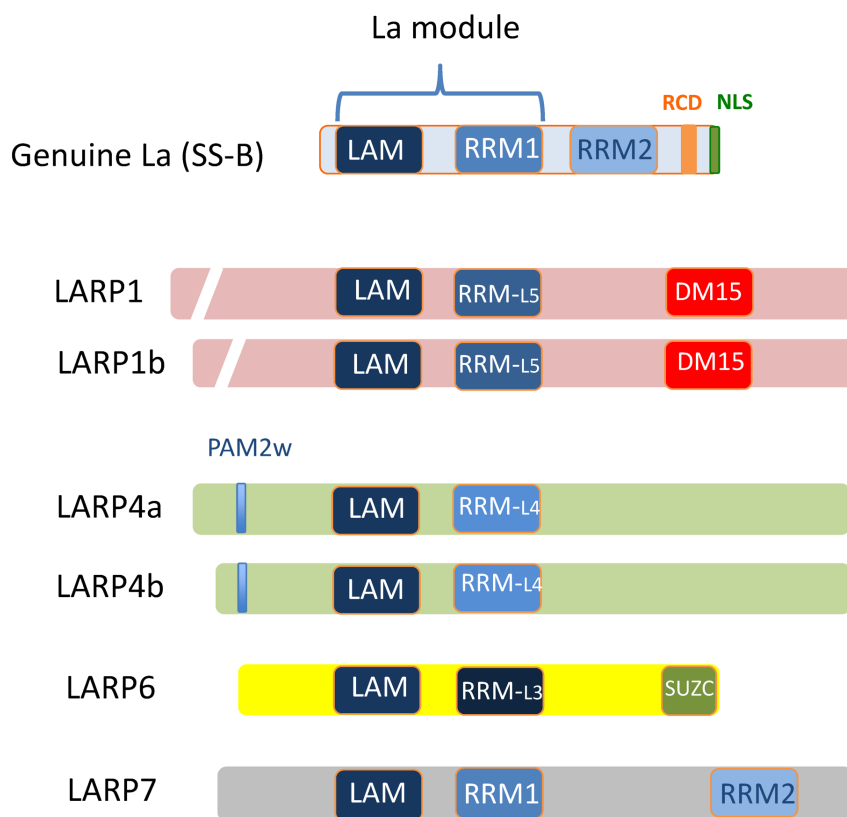 La module
RCD NLS
Genuine La (SS-B) LAM RRM1 RRM2
LARP1 LAM RRM-L5 DM15
LARP1b LAM RRM-L5 DM15
PAM2w
LARP4a LAM RRM-L4
LARP4b LAM RRM-L4
LARP6 LAM RRM-L3 SUZC
LARP7 LAM RRM1 RRM2